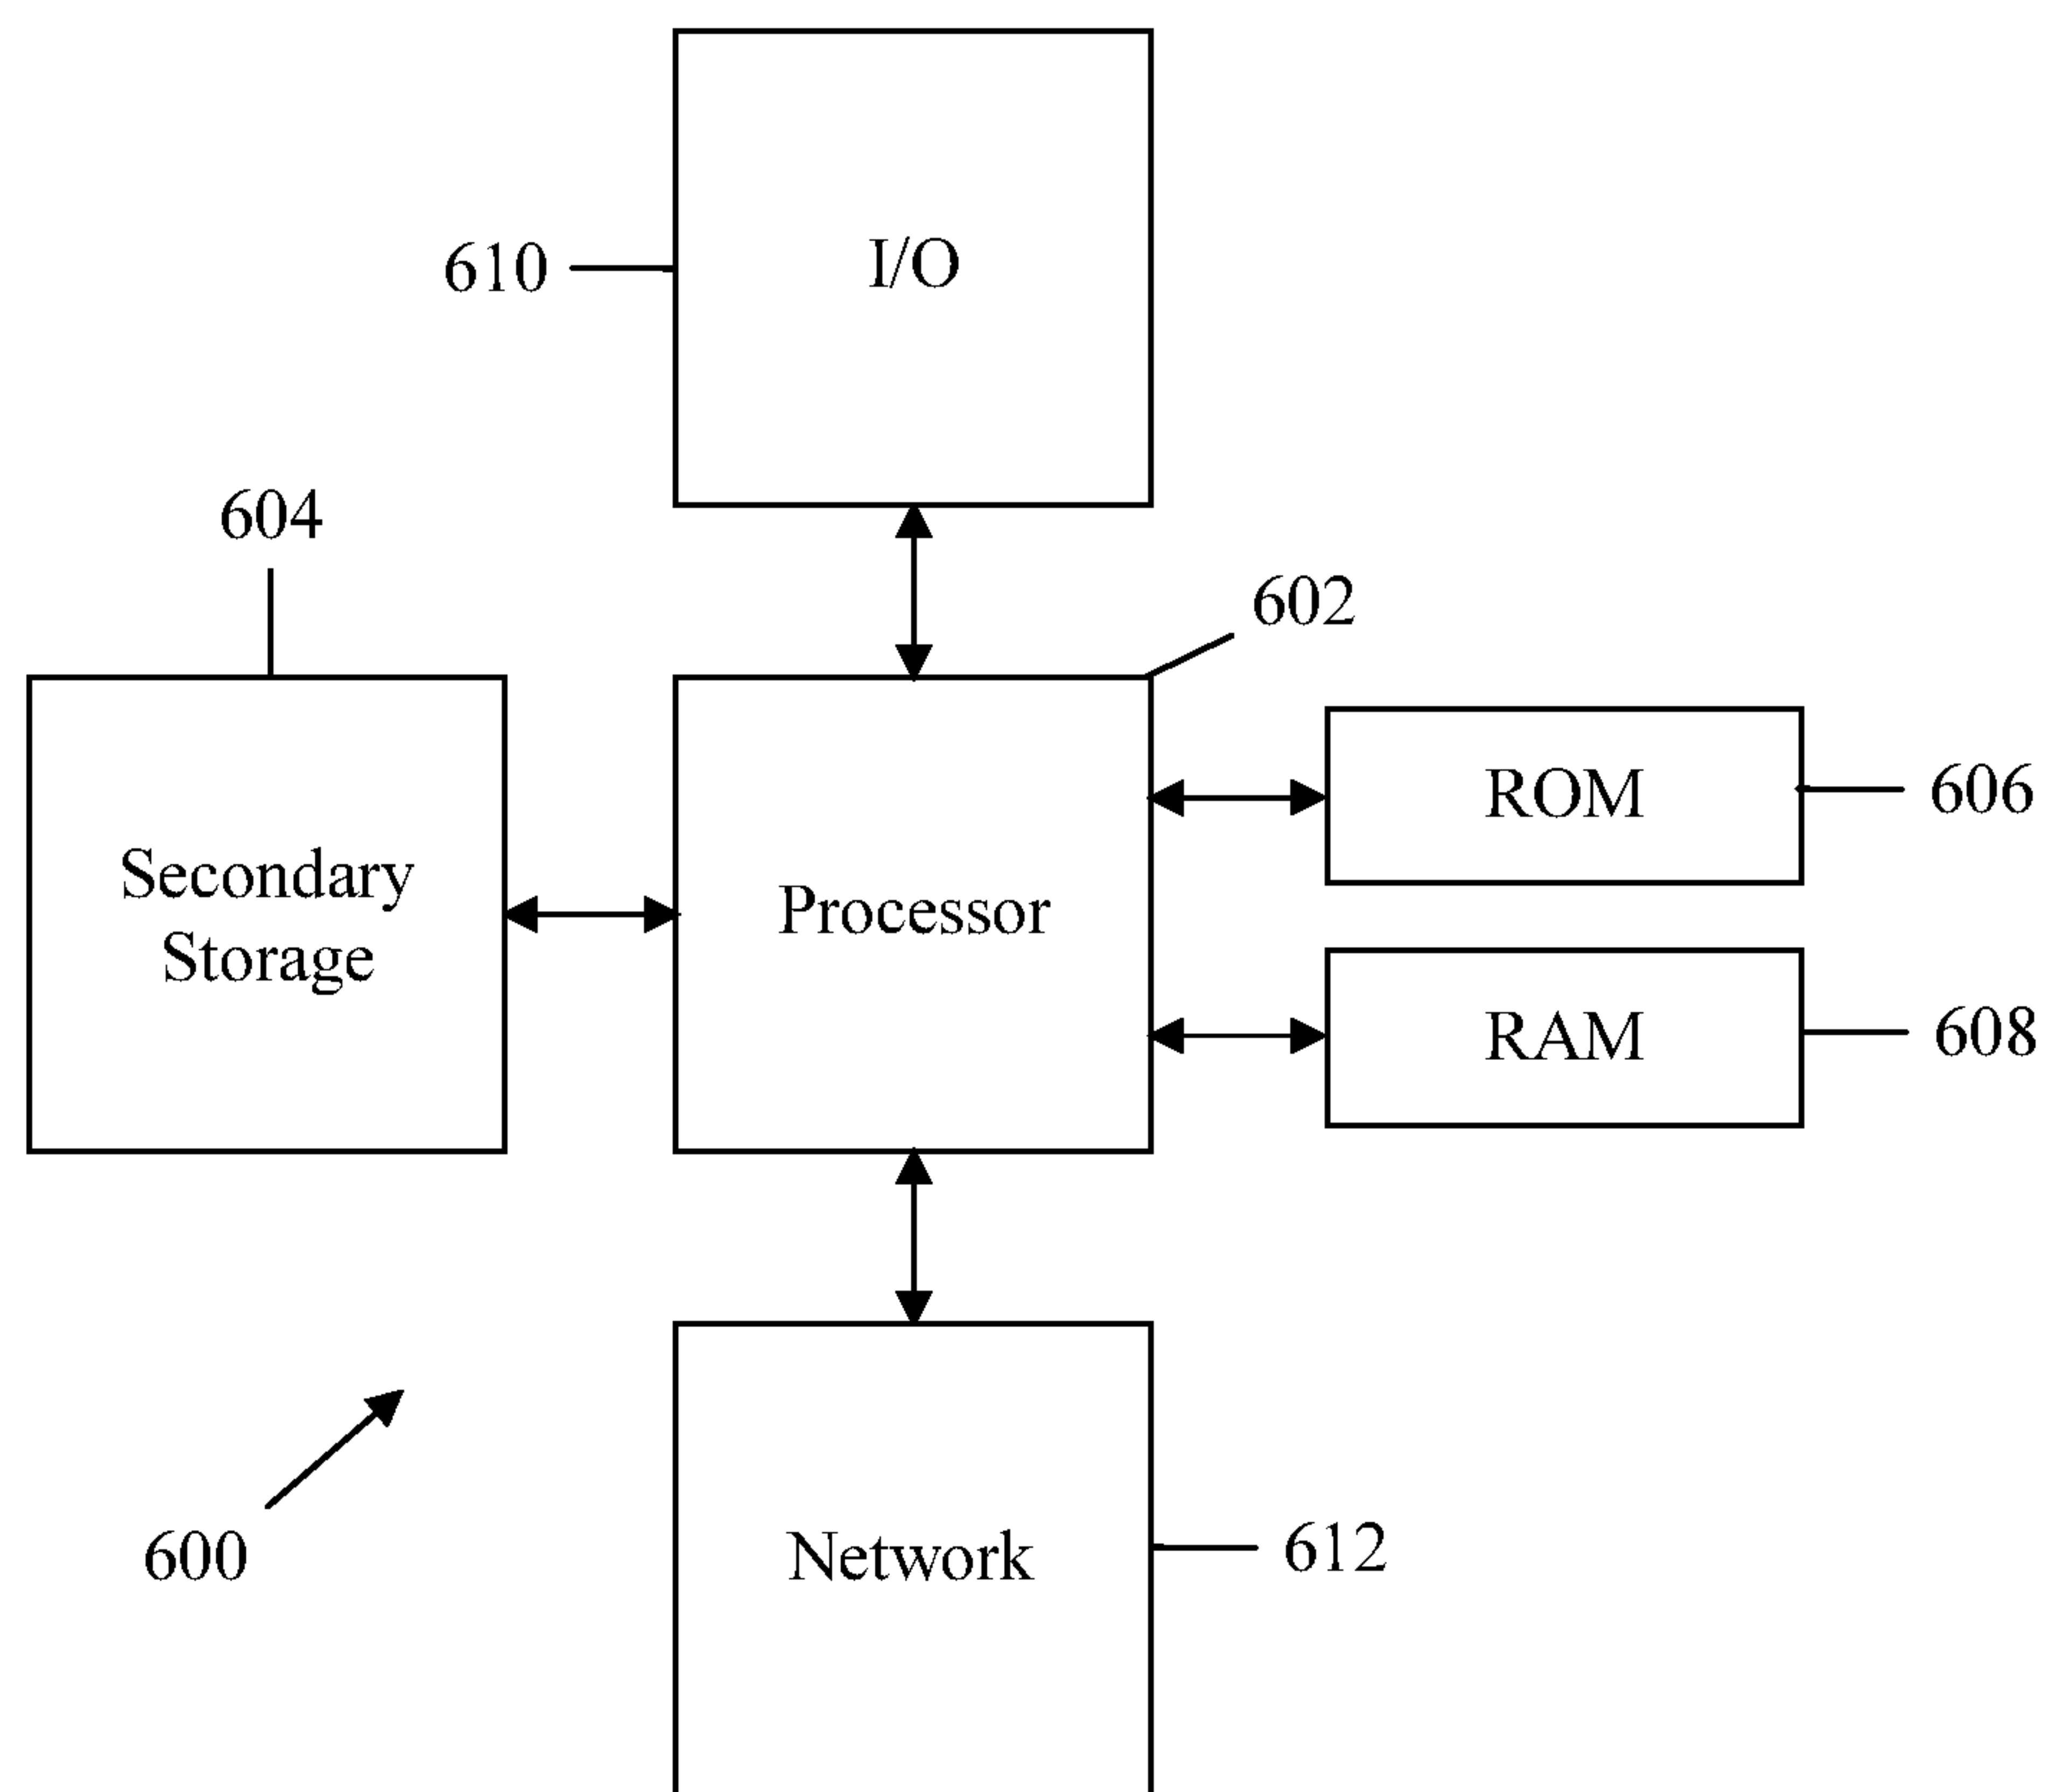 610
I/O
604
602
Secondary
Storage
Processor
ROM
606
RAM
608
600
Network
612